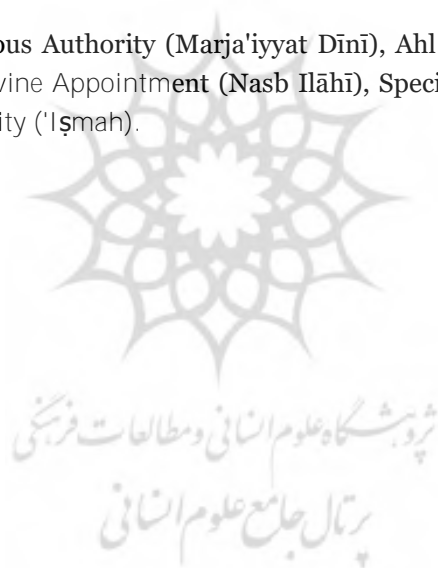 ous Authority (Marja'iyyat Dīnī), Ahl
vine Appointment (Nasb Ilāhī), Speci
ity ('Iṣmah).
پژوهشگاه علوم انسانی و مطالعات فرهنگی
پرتال جامع علوم انسانی